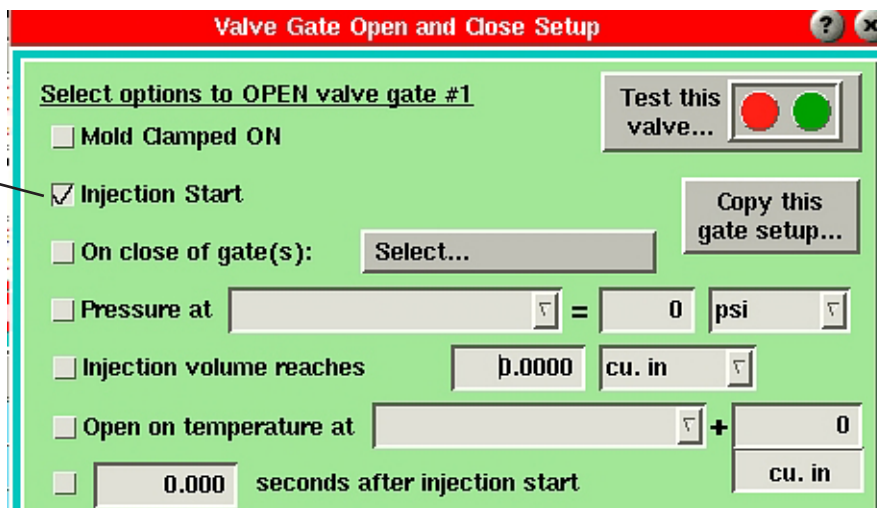 Valve Gate Open and Close Setup ? x
Select options to OPEN valve gate #1
Test this
valve...
Mold Clamped ON
Injection Start
Copy this
gate setup...
On close of gate(s): Select...
Pressure at = 0 psi
Injection volume reaches 0.0000 cu. in
Open on temperature at + 0
cu. in
0.000 seconds after injection start